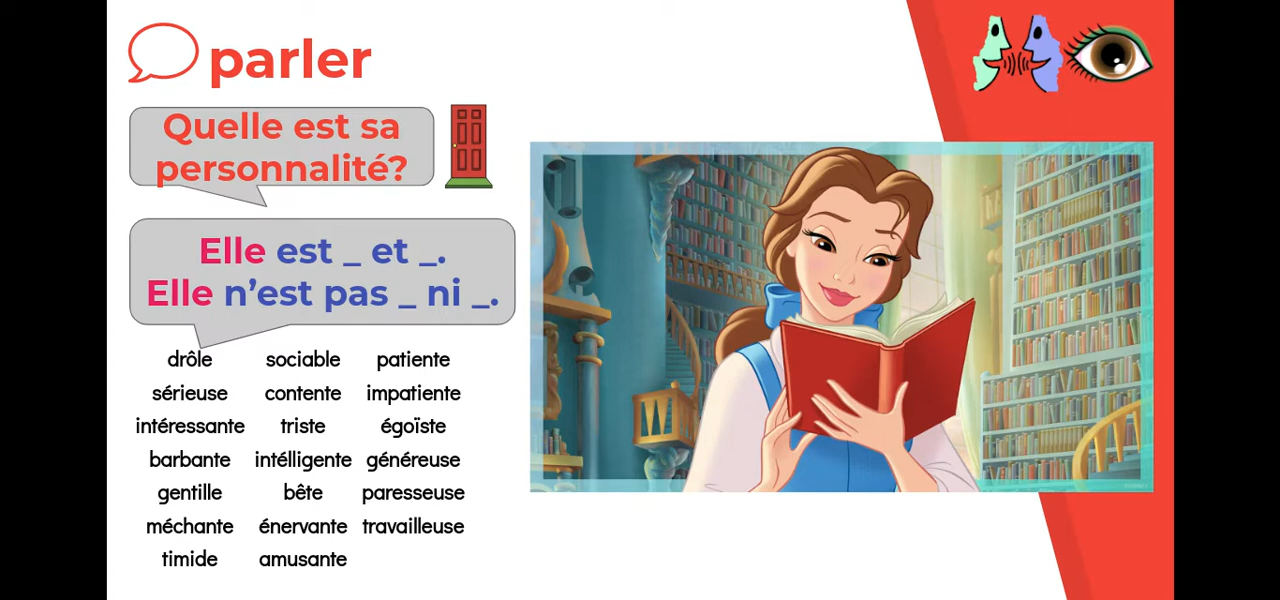 parler
Quelle est sa
personnalité?
Elle est _ et _.
Elle n’est pas _ ni _.
drôle sociable patiente
sérieuse contente impatiente
intéressante triste égoïste
barbante intélligente généreuse
gentille bête paresseuse
méchante énervante travailleuse
timide amusante